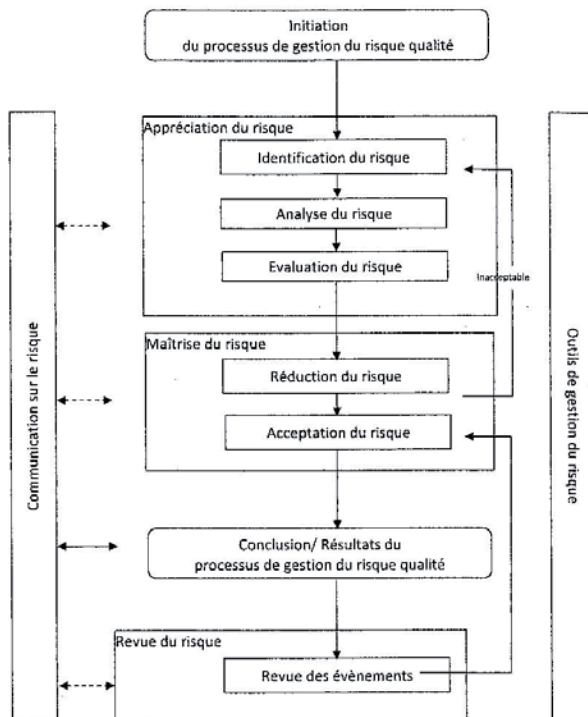 Initiation
du processus de gestion du risque qualité
Appréciation du risque
Identification du risque
Analyse du risque
Evaluation du risque
Inacceptable
Maîtrise du risque
Réduction du risque
Acceptation du risque
Conclusion/ Résultats du
processus de gestion du risque qualité
Revue du risque
Revue des évènements
Communication sur le risque
Outils de gestion du risque